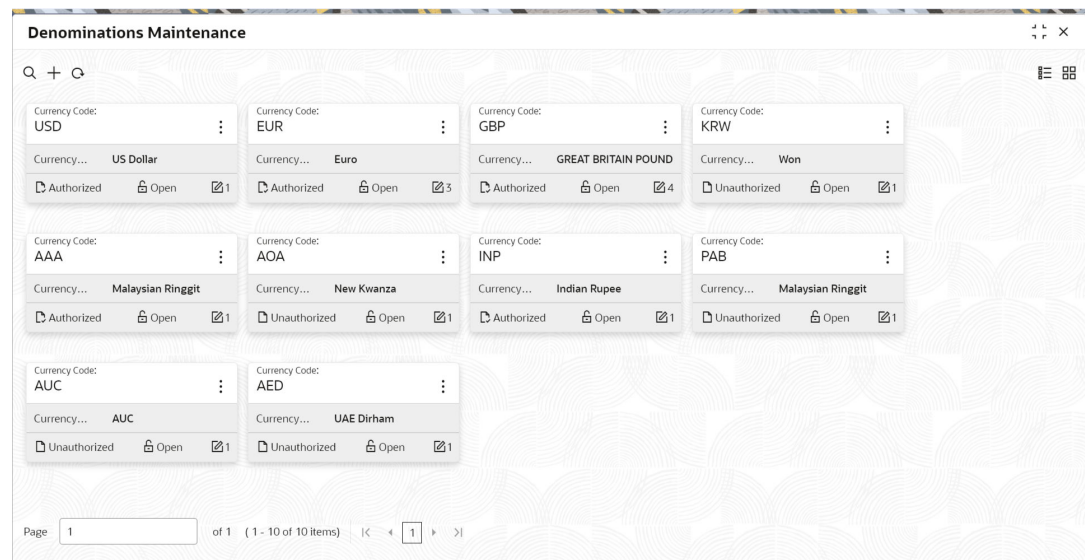 Denominations Maintenance
Currency Code: Currency Code: Currency Code: Currency Code:
USD EUR GBP KRW
Currency... US Dollar Currency... Euro Currency... GREAT BRITAIN POUND Currency... Won
Authorized Open 1 Authorized Open 3 Authorized Open 4 Unauthorized Open 1
Currency Code: Currency Code: Currency Code: Currency Code:
AAA AOA INP PAB
Currency... Malaysian Ringgit Currency... New Kwanza Currency... Indian Rupee Currency... Malaysian Ringgit
Authorized Open 1 Unauthorized Open 1 Authorized Open 1 Unauthorized Open 1
Currency Code: Currency Code:
AUC AED
Currency... AUC Currency... UAE Dirham
Unauthorized Open 1 Unauthorized Open 1
Page 1 of 1 ( 1 - 10 of 10 items) 1